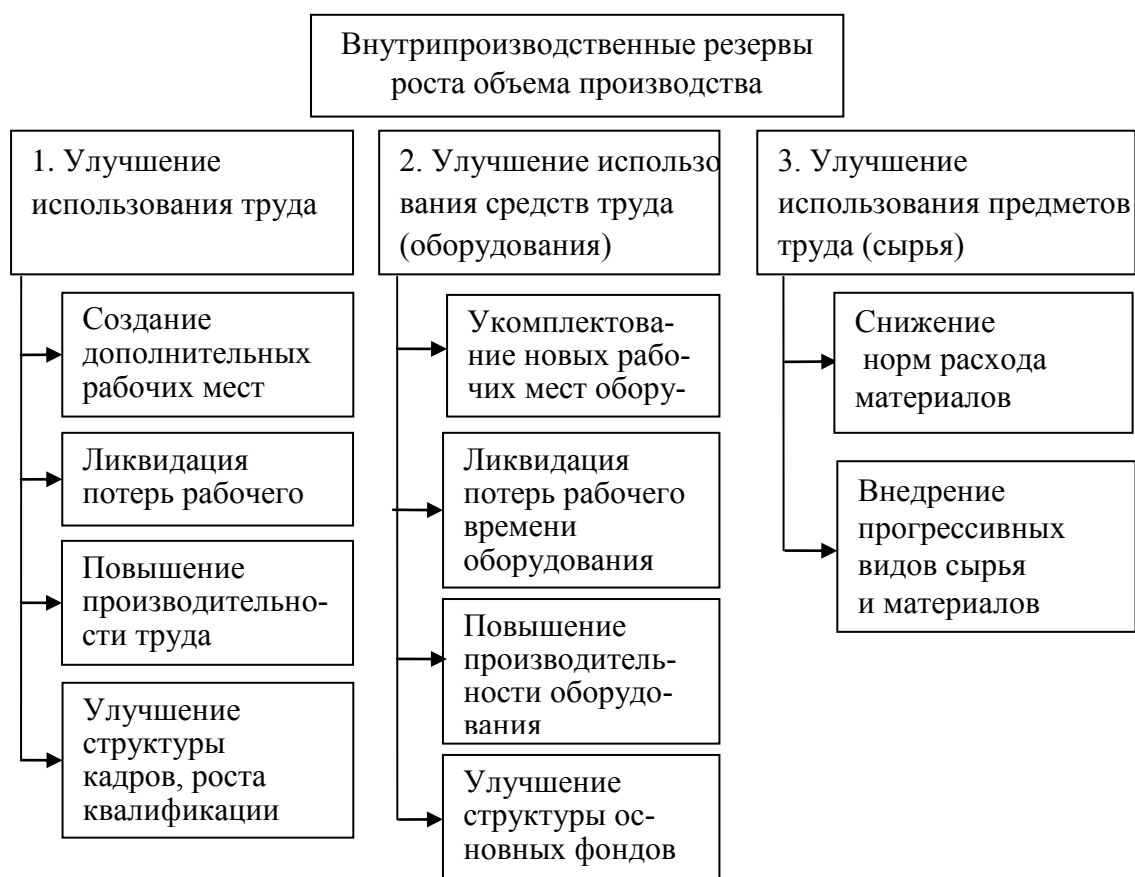 Внутрипроизводственные резервы
роста объема производства
1. Улучшение
использования труда
Создание
дополнительных
рабочих мест
Ликвидация
потерь рабочего
Повышение
производительно-
сти труда
Улучшение
структуры
кадров, роста
квалификации
2. Улучшение использо
вания средств труда
(оборудования)
Укомплектова-
ние новых рабо-
чих мест обору-
Ликвидация
потерь рабочего
времени
оборудования
Повышение
производитель-
ности оборудо-
вания
Улучшение
структуры ос-
новных фондов
3. Улучшение
использования предметов
труда (сырья)
Снижение
норм расхода
материалов
Внедрение
прогрессивных
видов сырья
и материалов